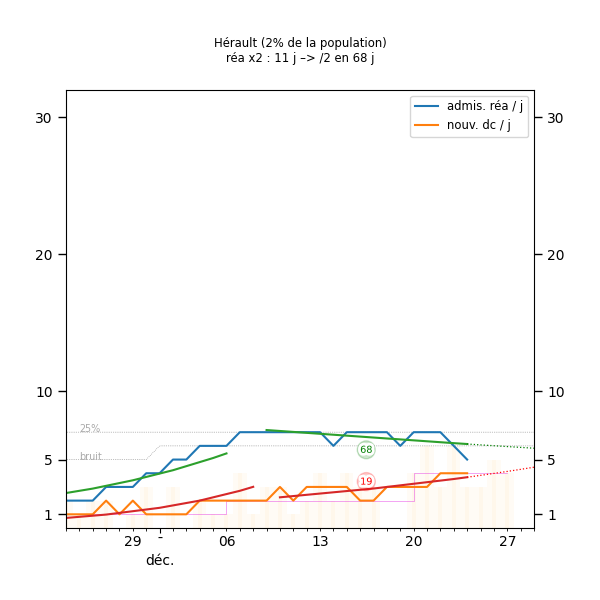 Hérault (2% de la population)
réa x2 : 11 j –> /2 en 68 j
admis. réa / j
nouv. dc / j
30 30
20 20
10 10
25%
5 bruit 68 5
19
1 1
29 - 06 13 20 27
déc.